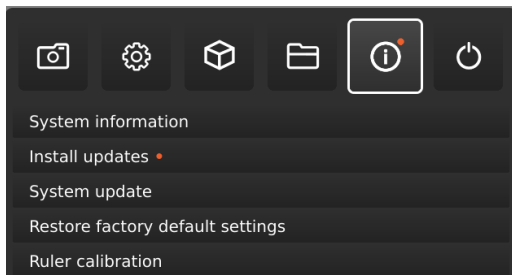 System information
Install updates
System update
Restore factory default settings
Ruler calibration